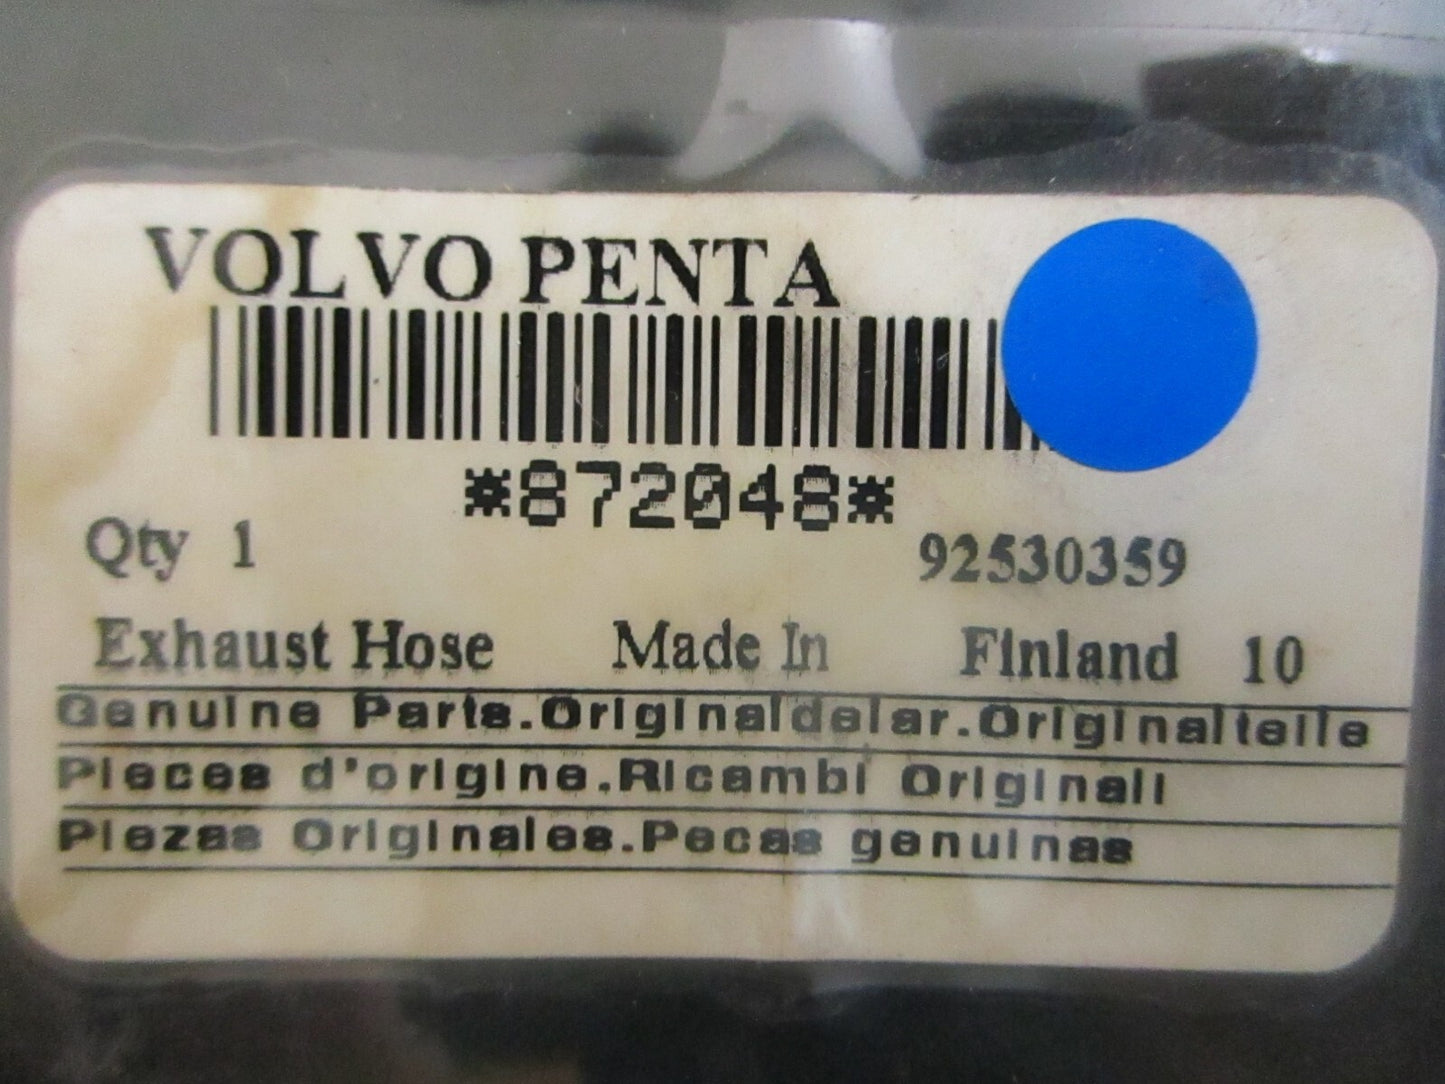 VOLVO PENTA
*872048*
Qty 1 92530359
Exhaust Hose Made In Finland 10
Genuine Parts.Originaldelar.Originalteile
Pieces d'origine.Ricambi Originali
Piezas Originales.Pecas genuinas